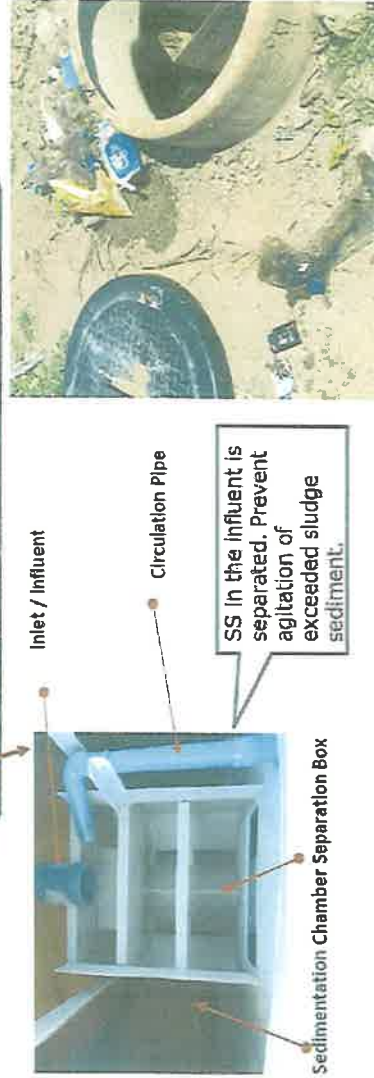 Inlet / Influent
Circulation Pipe
SS in the influent is
separated. Prevent
agitation of
exceeded sludge
sediment.
Sedimentation Chamber Separation Box